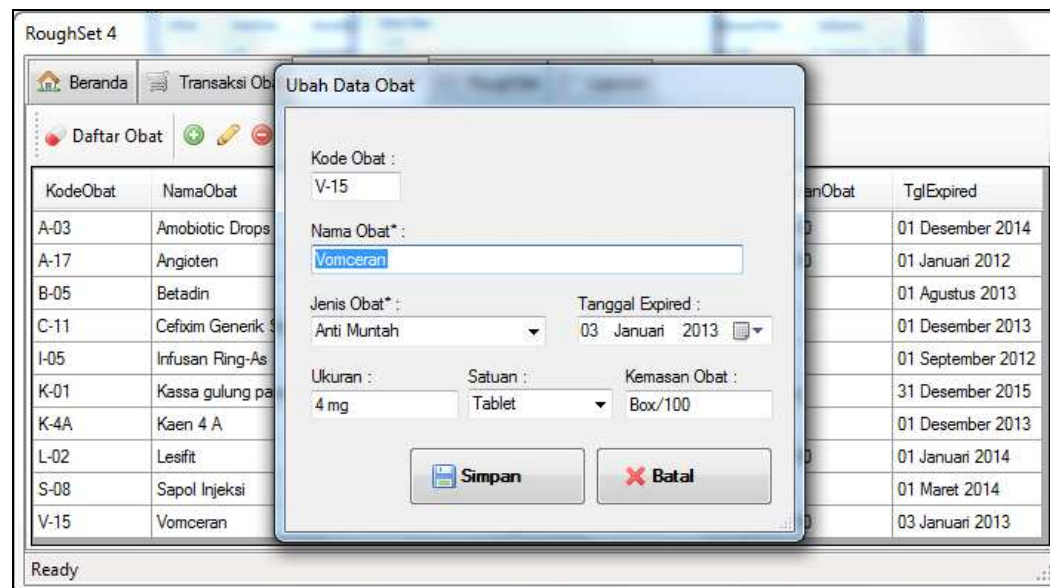 RoughSet 4
Beranda Transaksi Oba
Ubah Data Obat
Daftar Obat
KodeObat NamaObat anObat TglExpired
A-03 Amobiotic Drops 01 Desember 2014
A-17 Angioten 01 Januari 2012
B-05 Betadin 01 Agustus 2013
C-11 Cefixim Generik S 01 Desember 2013
I-05 Infusan Ring-As 01 September 2012
K-01 Kassa gulung pa 31 Desember 2015
K-4A Kaen 4 A 01 Desember 2013
L-02 Lesifit 01 Januari 2014
S-08 Sapol Injeksi 01 Maret 2014
V-15 Vomceran 03 Januari 2013
Kode Obat :
V-15
Nama Obat* :
Vomceran
Jenis Obat* : Tanggal Expired :
Anti Muntah 03 Januari 2013
Ukuran : Satuan : Kemasan Obat :
4 mg Tablet Box/100
Simpan Batal
Ready